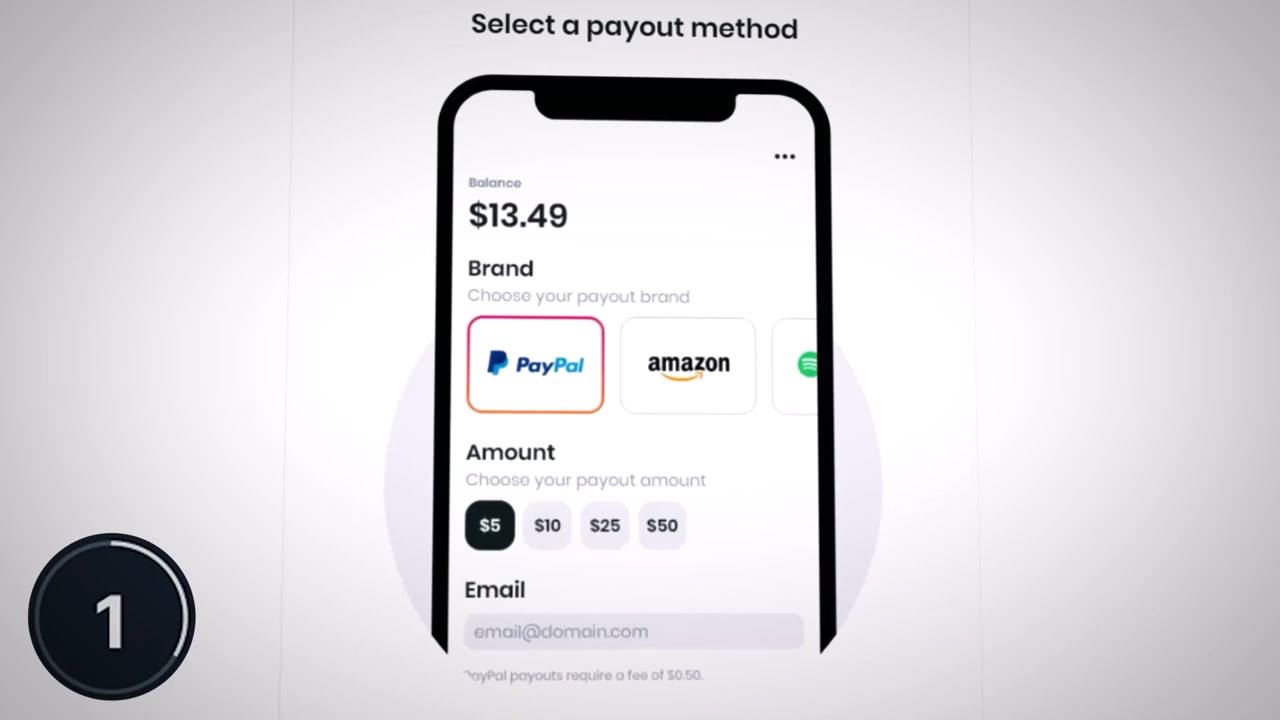 Select a payout method
•••
Balance
$13.49
Brand
Choose your payout brand
PayPal
amazon
Amount
Choose your payout amount
$5 $10 $25 $50
Email
email@domain.com
PayPal payouts require a fee of $0.50.
1